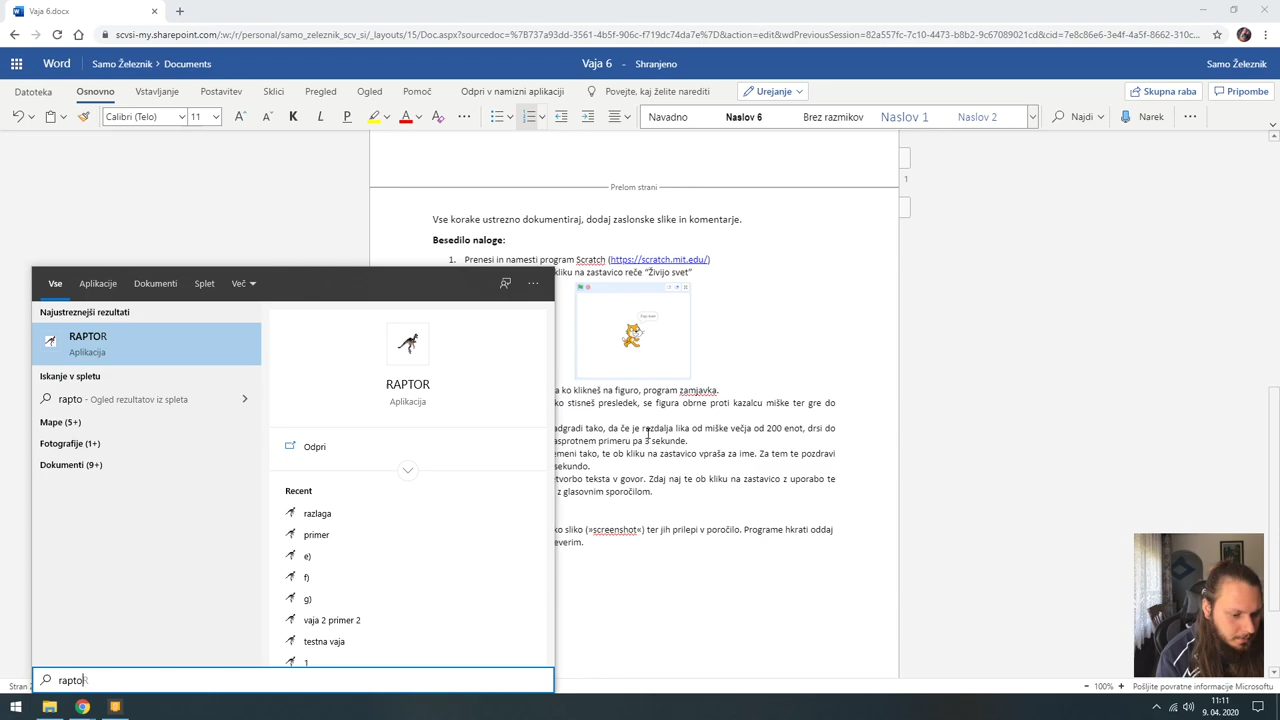 Vaja 6.docx
scvsi-my.sharepoint.com/:w:/r/personal/samo_zeleznik_scv_si/_layouts/15/Doc.aspx?sourcedoc=%7B737a93dd-3561-4b5f-906c-f719dc74da7e%7D&action=edit&wdPreviousSession=82a557fc-7c10-4473-b8b2-9c67089021cd&cid=7e8c86e6-3e4f-4a5f-8662-310c...
Word Samo Železnik > Documents Vaja 6 – Shranjeno Samo Železnik
Datoteka Osnovno Vstavljanje Postavitev Sklici Pregled Ogled Pomoč Odpri v namizni aplikaciji Povejte, kaj želite narediti Urejanje Skupna raba Pripombe
Calibri (Telo) 11 K L P A Navadno Naslov 6 Brez razmikov Naslov 1 Naslov 2 Najdi Narek
Prelom strani
1
Vse korake ustrezno dokumentiraj, dodaj zaslonske slike in komentarje.
Besedilo naloge:
1. Prenesi in namesti program Scratch (https://scratch.mit.edu/)
kliku na zastavico reče “Živijo svet”
a ko klikneš na figuro, program zamjavka.
ko stisneš presledek, se figura obrne proti kazalcu miške ter gre do
adgradi tako, da če je razdalja lika od miške večja od 200 enot, drsi do
asprotnem primeru pa 3 sekunde.
emeni tako, te ob kliku na zastavico vpraša za ime. Za tem te pozdravi
sekundo.
etvorbo teksta v govor. Zdaj naj te ob kliku na zastavico z uporabo te
z glasovnim sporočilom.
ko sliko (»screenshot«) ter jih prilepi v poročilo. Programe hkrati oddaj
everim.
Vse Aplikacije Dokumenti Splet Več
Najustreznejši rezultati
RAPTOR
Aplikacija
Iskanje v spletu
rapto - Ogled rezultatov iz spleta
Mape (5+)
Fotografije (1+)
Dokumenti (9+)
RAPTOR
Aplikacija
Odpri
Recent
razlaga
primer
e)
f)
g)
vaja 2 primer 2
testna vaja
1
raptoR
Stran 100% Pošljite povratne informacije Microsoftu
11:11
9. 04. 2020